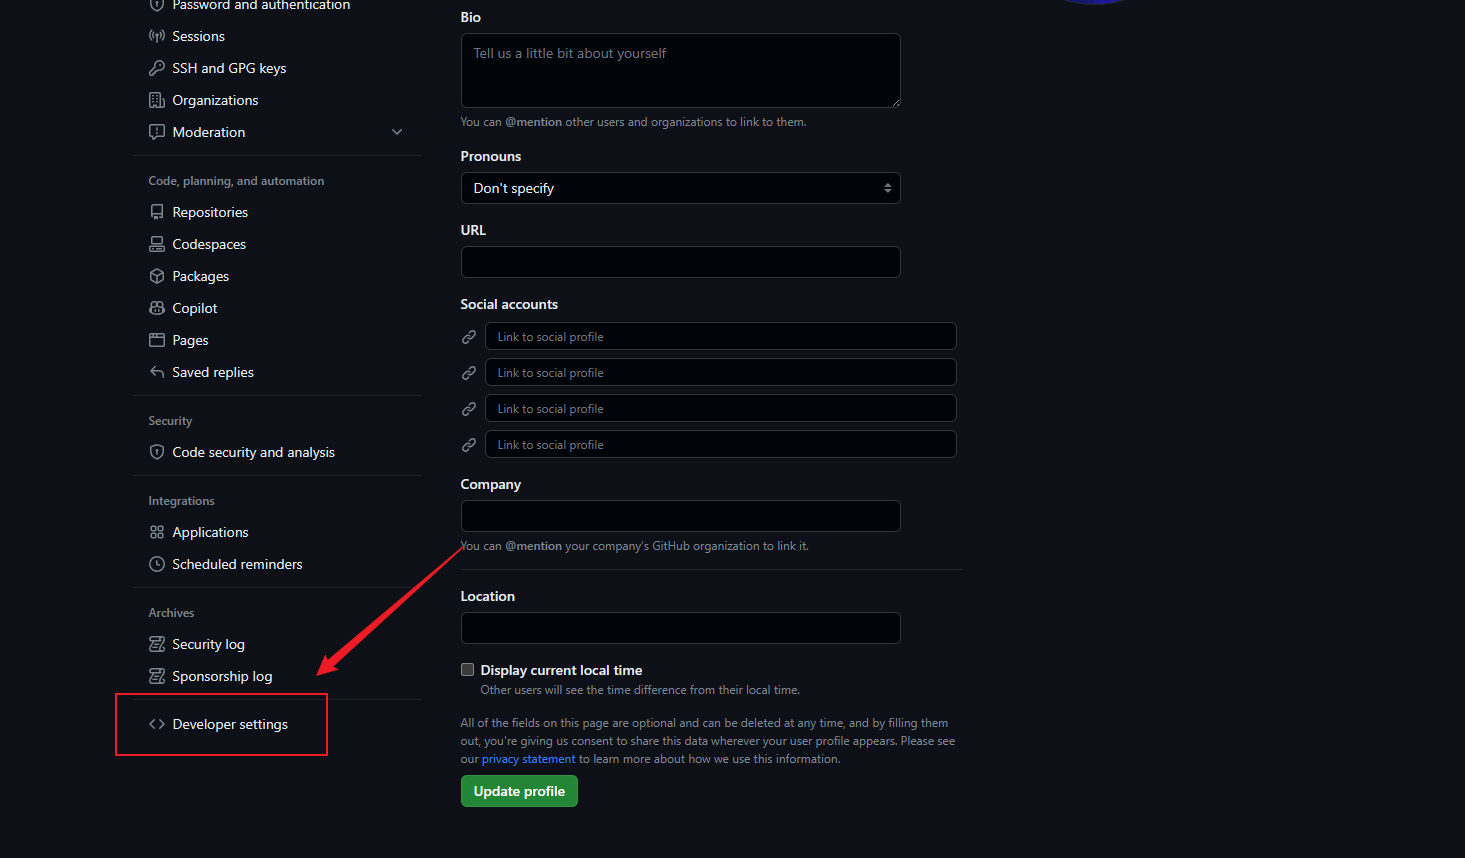 Password and authentication
Sessions
SSH and GPG keys
Organizations
Moderation
Code, planning, and automation
Repositories
Codespaces
Packages
Copilot
Pages
Saved replies
Security
Code security and analysis
Integrations
Applications
Scheduled reminders
Archives
Security log
Sponsorship log
Developer settings
Bio
Tell us a little bit about yourself
You can @mention other users and organizations to link to them.
Pronouns
Don't specify
URL
Social accounts
Link to social profile
Link to social profile
Link to social profile
Link to social profile
Company
You can @mention your company's GitHub organization to link it.
Location
Display current local time
Other users will see the time difference from their local time.
All of the fields on this page are optional and can be deleted at any time, and by filling them
out, you're giving us consent to share this data wherever your user profile appears. Please see
our privacy statement to learn more about how we use this information.
Update profile